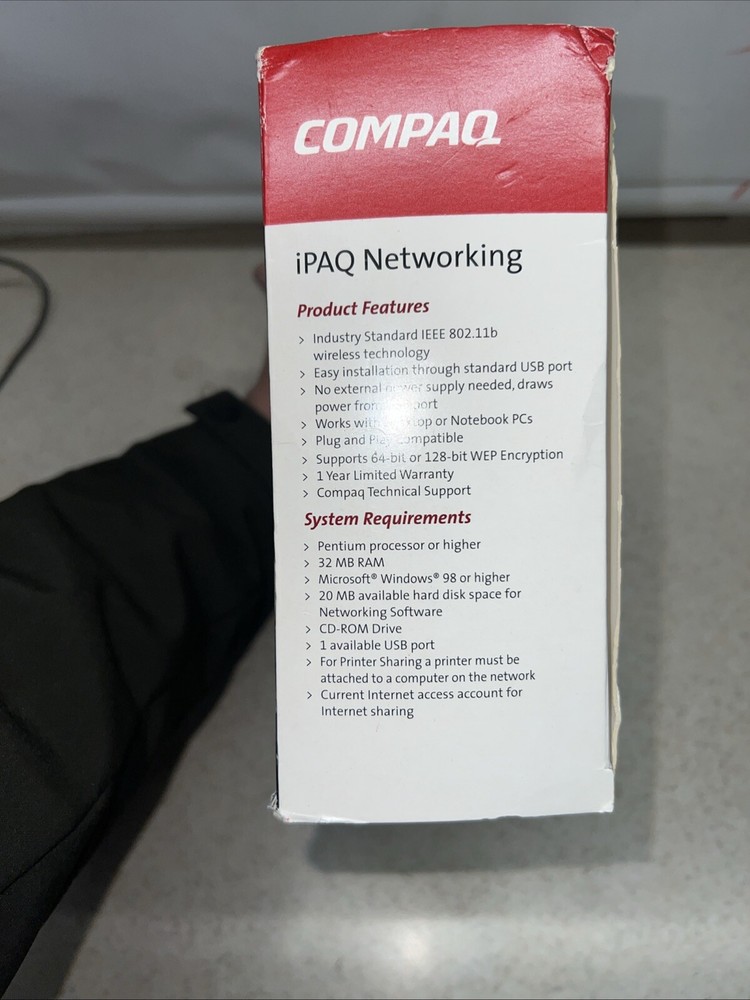 COMPAQ
iPAQ Networking
Product Features
> Industry Standard IEEE 802.11b
wireless technology
> Easy installation through standard USB port
> No external power supply needed, draws
power from port
> Works with or Notebook PCs
> Plug and Play compatible
> Supports 64-bit or 128-bit WEP Encryption
> 1 Year Limited Warranty
> Compaq Technical Support
System Requirements
> Pentium processor or higher
> 32 MB RAM
> Microsoft® Windows® 98 or higher
> 20 MB available hard disk space for
Networking Software
> CD-ROM Drive
> 1 available USB port
> For Printer Sharing a printer must be
attached to a computer on the network
> Current Internet access account for
Internet sharing